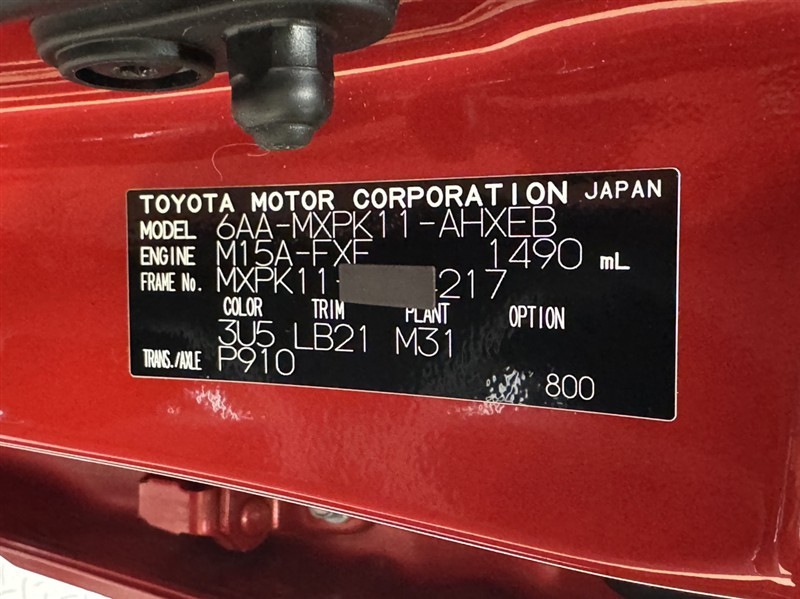 TOYOTA MOTOR CORPORATION JAPAN
MODEL 6AA-MXPK11-AHXEB
ENGINE M15A-FXE 1490 mL
FRAME No. MXPK11- 217
COLOR TRIM PLANT OPTION
3U5 LB21 M31
TRANS./AXLE P910
800